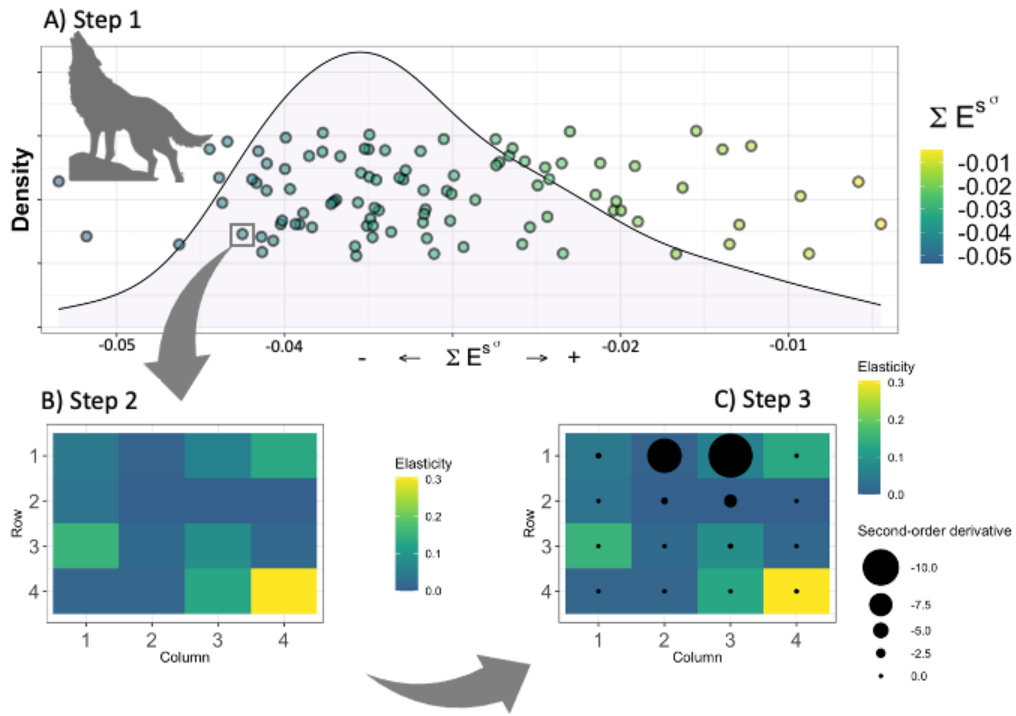 A) Step 1
Density
Σ E^s^σ
-0.01
-0.02
-0.03
-0.04
-0.05
-0.05 -0.04 -0.02 -0.01
- ← Σ E^s^σ → +
B) Step 2
Row
1
2
3
4
1 2 3 4
Column
Elasticity
0.3
0.2
0.1
0.0
C) Step 3
Row
1
2
3
4
1 2 3 4
Column
Elasticity
0.3
0.2
0.1
0.0
Second-order derivative
-10.0
-7.5
-5.0
-2.5
0.0